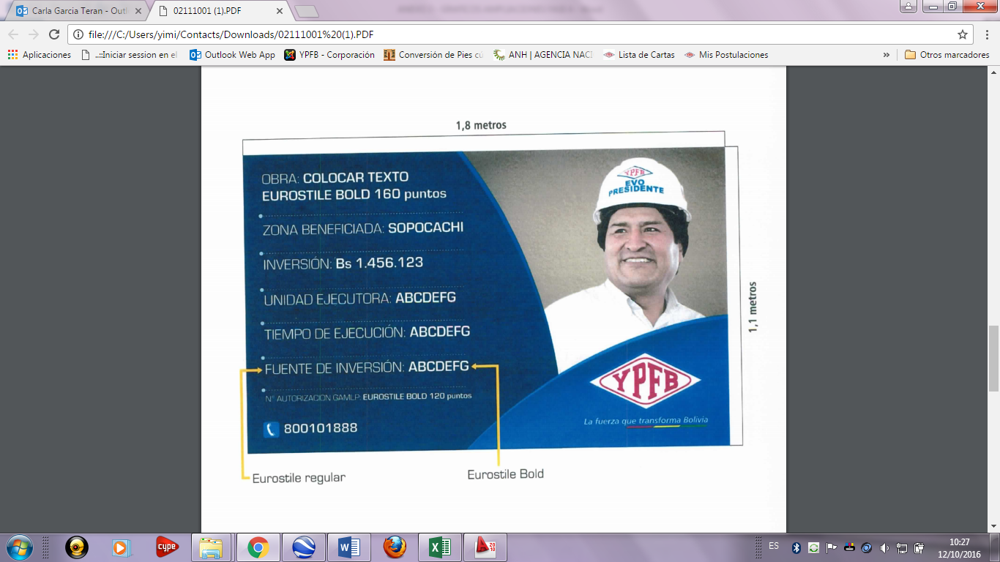 Carla Garcia Teran - Outl
02111001 (1).PDF
file:///C:/Users/yimi/Contacts/Downloads/02111001%20(1).PDF
Aplicaciones
..::Iniciar session en el
Outlook Web App
YPFB - Corporación
Conversión de Pies cú
ANH | AGENCIA NACI
Lista de Cartas
Mis Postulaciones
»
Otros marcadores
1,8 metros
OBRA: COLOCAR TEXTO
EUROSTILE BOLD 160 puntos
ZONA BENEFICIADA: SOPOCACHI
INVERSIÓN: Bs 1.456.123
UNIDAD EJECUTORA: ABCDEFG
TIEMPO DE EJECUCIÓN: ABCDEFG
FUENTE DE INVERSIÓN: ABCDEFG
N° AUTORIZACION GAMLP: EUROSTILE BOLD 120 puntos
800101888
YPFB
EVO
PRESIDENTE
YPFB
La fuerza que transforma Bolivia
1,1 metros
Eurostile regular
Eurostile Bold
cype
2010
ES
10:27
12/10/2016